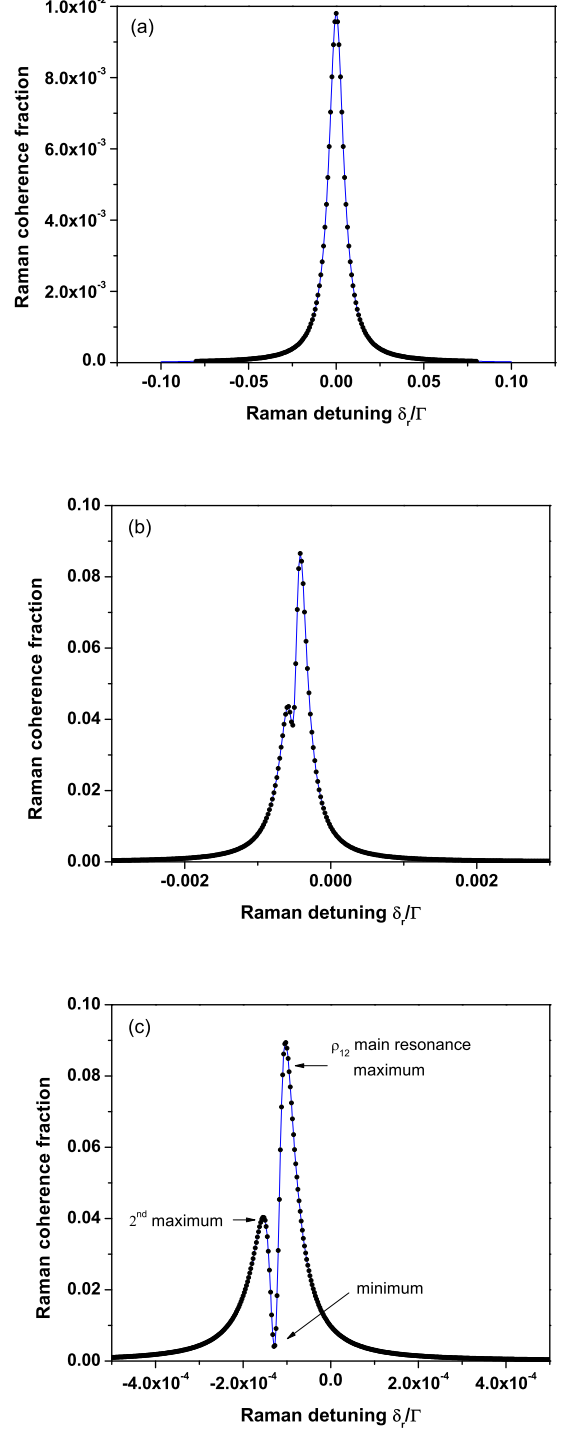 1.0x10⁻²
(a)
8.0x10⁻³
6.0x10⁻³
4.0x10⁻³
2.0x10⁻³
0.0
Raman coherence fraction
-0.10 -0.05 0.00 0.05 0.10
Raman detuning δᵣ/Γ
0.10
(b)
0.08
0.06
0.04
0.02
0.00
Raman coherence fraction
-0.002 0.000 0.002
Raman detuning δᵣ/Γ
0.10
(c)
ρ₁₂ main resonance
maximum
0.08
0.06
0.04
2ⁿᵈ maximum
minimum
0.02
0.00
Raman coherence fraction
-4.0x10⁻⁴ -2.0x10⁻⁴ 0.0 2.0x10⁻⁴ 4.0x10⁻⁴
Raman detuning δᵣ/Γ